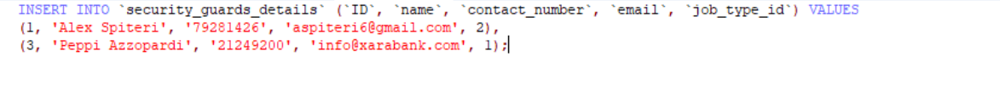 INSERT INTO `security_guards_details` (`ID`, `name`, `contact_number`, `email`, `job_type_id`) VALUES
(1, 'Alex Spiteri', '79281426', 'aspiteri6@gmail.com', 2),
(3, 'Peppi Azzopardi', '21249200', 'info@xarabank.com', 1);